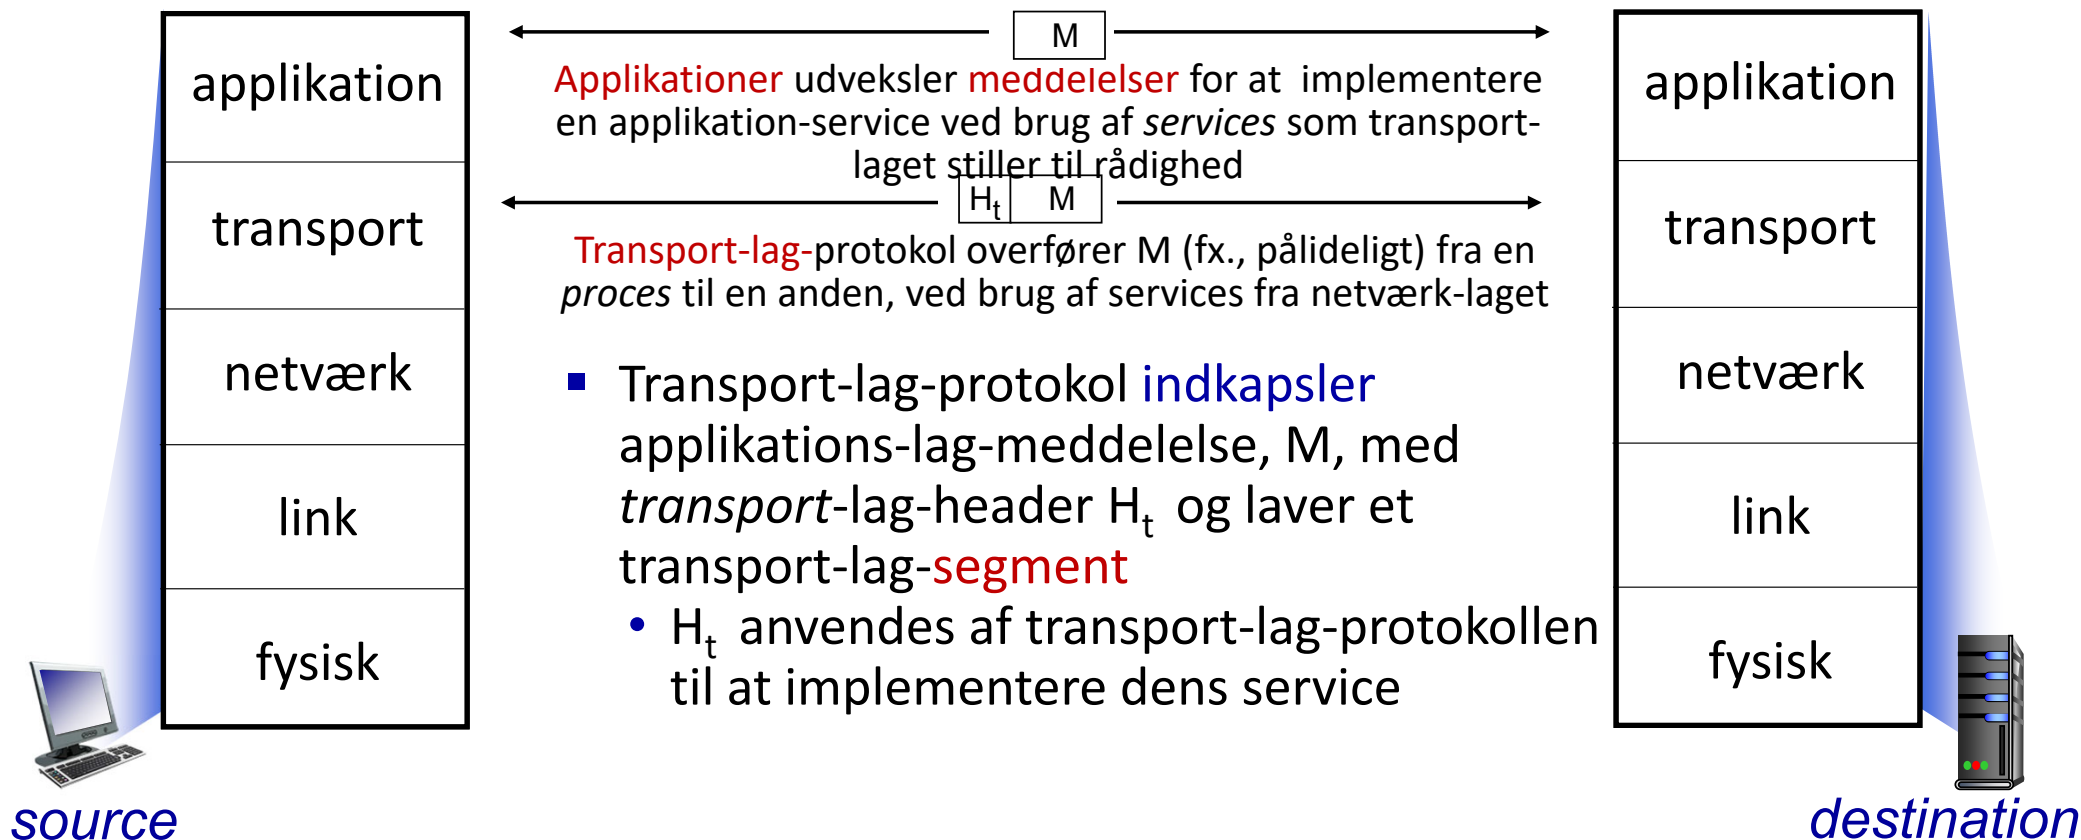 applikation
transport
netværk
link
fysisk
source
M
Applikationer udveksler meddelelser for at implementere
en applikation-service ved brug af services som transport-
laget stiller til rådighed
Ht M
Transport-lag-protokol overfører M (fx., pålideligt) fra en
proces til en anden, ved brug af services fra netværk-laget
Transport-lag-protokol indkapsler
applikations-lag-meddelelse, M, med
transport-lag-header Ht og laver et
transport-lag-segment
Ht anvendes af transport-lag-protokollen
til at implementere dens service
applikation
transport
netværk
link
fysisk
destination